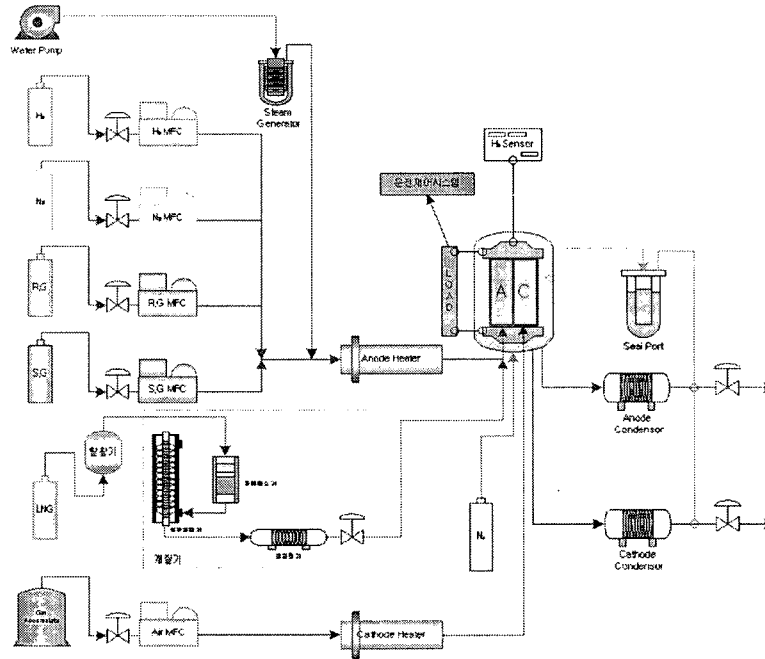 Water Pump
Steam
Generator
H₂
H₂ MFC
H₂ Sensor
운전제어시스템
N₂
N₂ MFC
LOAD
A
C
R,G
R,G MFC
Seal Port
S,G
S,G MFC
Anode Heater
Anode
Condensor
탈황기
LNG
개질기
N₂
Cathode
Condensor
Gas
Air MFC
Cathode Heater